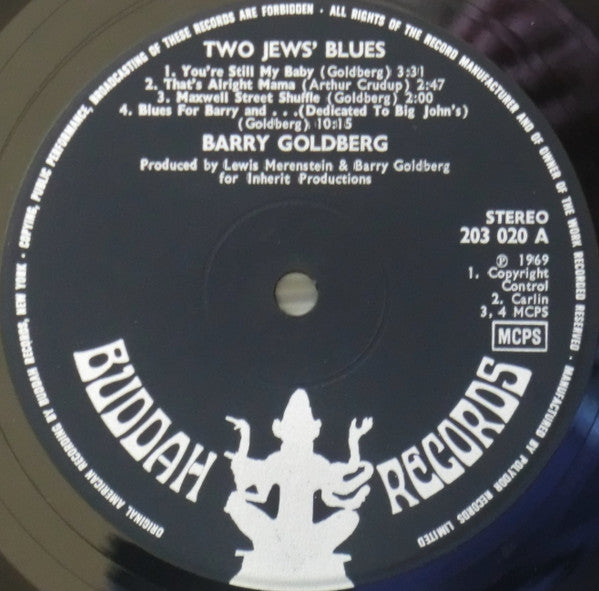 COPYING, PUBLIC PERFORMANCE, BROADCASTING OF THESE RECORDS ARE FORBIDDEN · ALL RIGHTS OF THE RECORD MANUFACTURER AND OF OWNER OF THE WORK RECORDED RESERVED · MANUFACTURED BY POLYDOR RECORDS LIMITED
ORIGINAL AMERICAN RECORDING BY BUDDAH RECORDS, NEW YORK ·
TWO JEWS' BLUES
1. You're Still My Baby (Goldberg) 3:31
2. That's Alright Mama (Arthur Crudup) 2:47
3. Maxwell Street Shuffle (Goldberg) 2:00
4. Blues For Barry and . . .(Dedicated To Big John's)
(Goldberg) 10:15
BARRY GOLDBERG
Produced by Lewis Merenstein & Barry Goldberg
for Inherit Productions
STEREO
203 020 A
℗ 1969
1. Copyright
Control
2. Carlin
3, 4 MCPS
MCPS
BUDDAH RECORDS